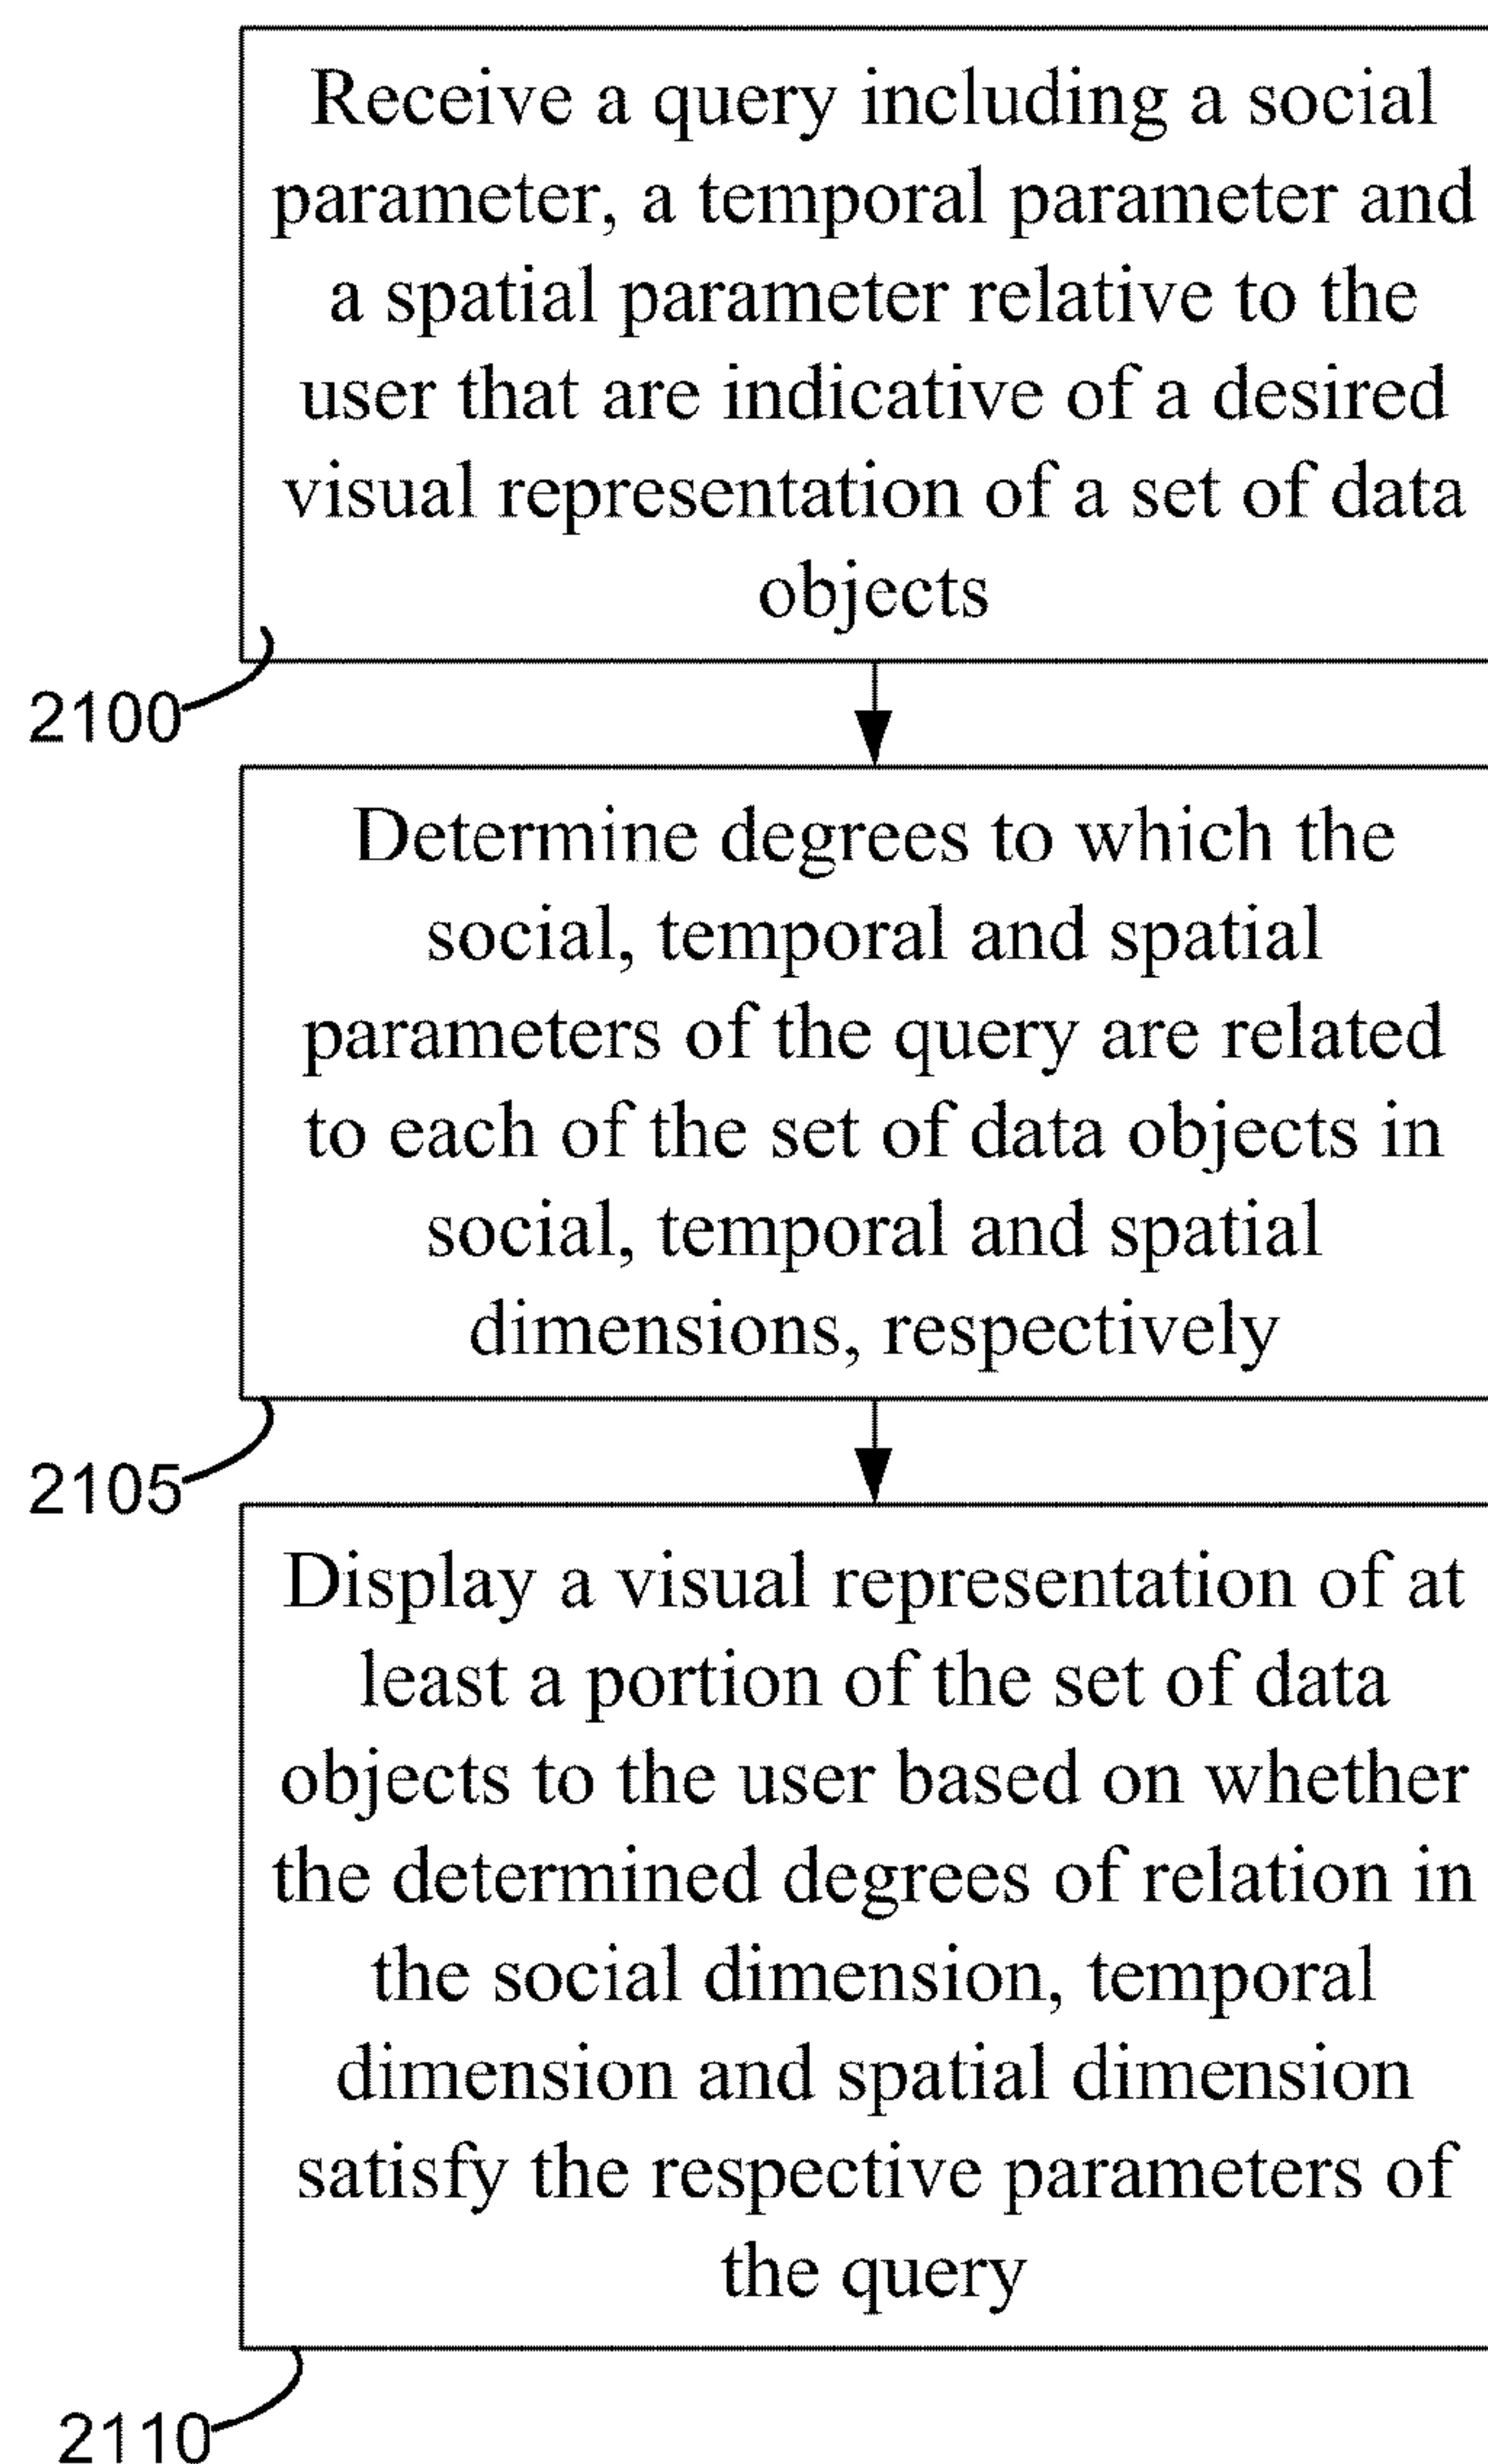 Receive a query including a social
parameter, a temporal parameter and
a spatial parameter relative to the
user that are indicative of a desired
visual representation of a set of data
objects
2100
Determine degrees to which the
social, temporal and spatial
parameters of the query are related
to each of the set of data objects in
social, temporal and spatial
dimensions, respectively
2105
Display a visual representation of at
least a portion of the set of data
objects to the user based on whether
the determined degrees of relation in
the social dimension, temporal
dimension and spatial dimension
satisfy the respective parameters of
the query
2110